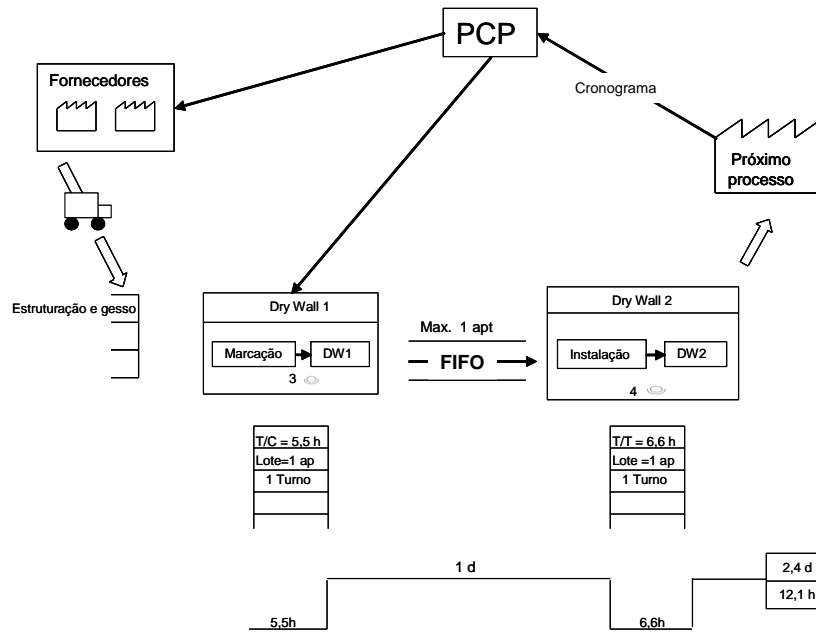 PCP
Fornecedores
Cronograma
Próximo
processo
Estruturação e gesso
Dry Wall 1
Marcação
DW1
3
Max. 1 apt
FIFO
Dry Wall 2
Instalação
DW2
4
T/C = 5,5 h
Lote=1 ap
1 Turno
T/T = 6,6 h
Lote =1 ap
1 Turno
1 d
2,4 d
12,1 h
5,5h
6,6h